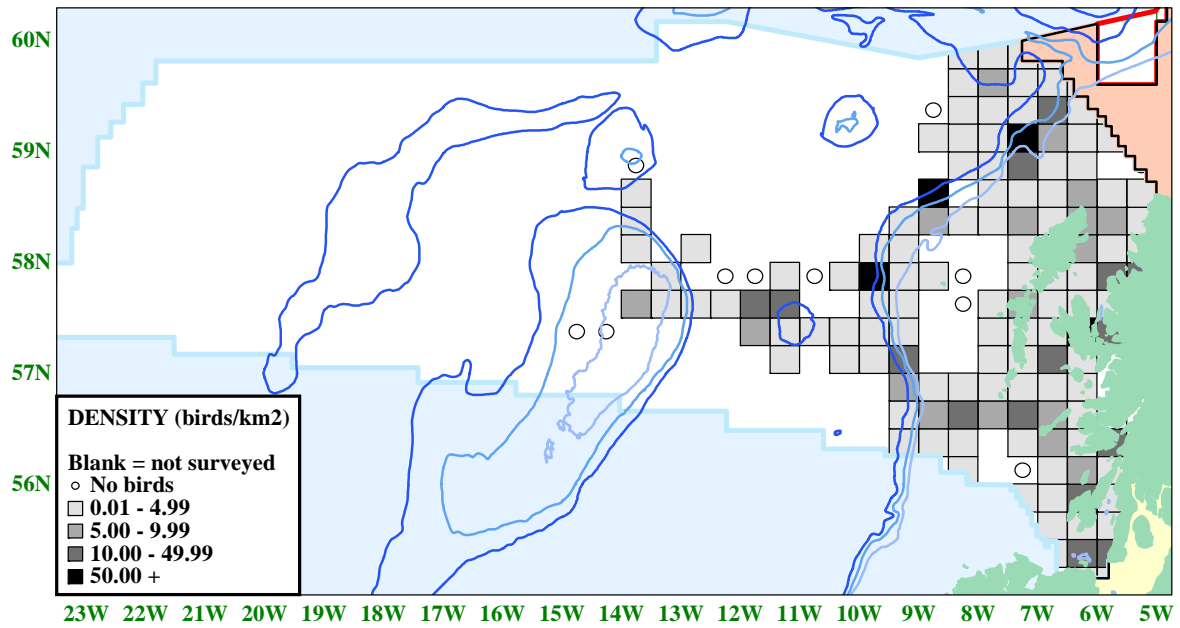 60N
59N
58N
57N
56N
DENSITY (birds/km2)
Blank = not surveyed
No birds
0.01 - 4.99
5.00 - 9.99
10.00 - 49.99
50.00 +
23W 22W 21W 20W 19W 18W 17W 16W 15W 14W 13W 12W 11W 10W 9W 8W 7W 6W 5W